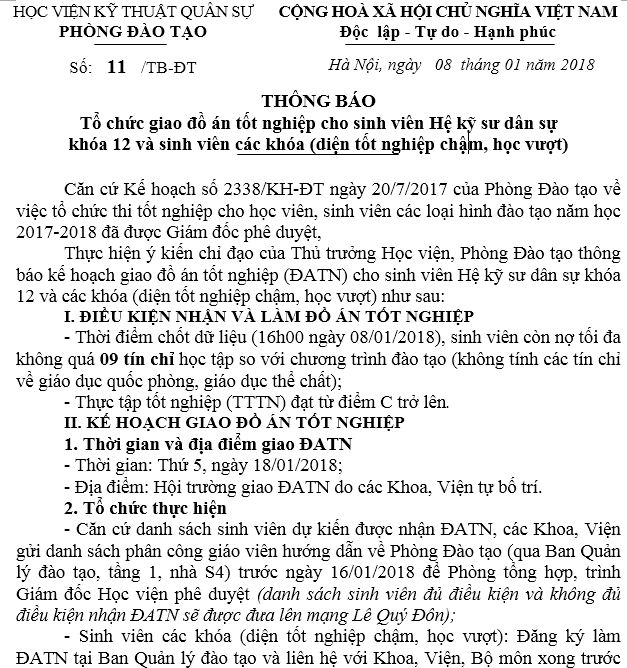 HỌC VIỆN KỸ THUẬT QUÂN SỰ CỘNG HOÀ XÃ HỘI CHỦ NGHĨA VIỆT NAM
PHÒNG ĐÀO TẠO Độc lập - Tự do - Hạnh phúc
Số: 11 /TB-ĐT Hà Nội, ngày 08 tháng 01 năm 2018
THÔNG BÁO
Tổ chức giao đồ án tốt nghiệp cho sinh viên Hệ kỹ sư dân sự
khóa 12 và sinh viên các khóa (diện tốt nghiệp chậm, học vượt)
Căn cứ Kế hoạch số 2338/KH-ĐT ngày 20/7/2017 của Phòng Đào tạo về
việc tổ chức thi tốt nghiệp cho học viên, sinh viên các loại hình đào tạo năm học
2017-2018 đã được Giám đốc phê duyệt,
Thực hiện ý kiến chỉ đạo của Thủ trưởng Học viện, Phòng Đào tạo thông
báo kế hoạch giao đồ án tốt nghiệp (ĐATN) cho sinh viên Hệ kỹ sư dân sự khóa
12 và các khóa (diện tốt nghiệp chậm, học vượt) như sau:
I. ĐIỀU KIỆN NHẬN VÀ LÀM ĐỒ ÁN TỐT NGHIỆP
- Thời điểm chốt dữ liệu (16h00 ngày 08/01/2018), sinh viên còn nợ tối đa
không quá 09 tín chỉ học tập so với chương trình đào tạo (không tính các tín chỉ
về giáo dục quốc phòng, giáo dục thể chất);
- Thực tập tốt nghiệp (TTTN) đạt từ điểm C trở lên.
II. KẾ HOẠCH GIAO ĐỒ ÁN TỐT NGHIỆP
1. Thời gian và địa điểm giao ĐATN
- Thời gian: Thứ 5, ngày 18/01/2018;
- Địa điểm: Hội trường giao ĐATN do các Khoa, Viện tự bố trí.
2. Tổ chức thực hiện
- Căn cứ danh sách sinh viên dự kiến được nhận ĐATN, các Khoa, Viện
gửi danh sách phân công giáo viên hướng dẫn về Phòng Đào tạo (qua Ban Quản
lý đào tạo, tầng 1, nhà S4) trước ngày 16/01/2018 để Phòng tổng hợp, trình
Giám đốc Học viện phê duyệt (danh sách sinh viên đủ điều kiện và không đủ
điều kiện nhận ĐATN sẽ được đưa lên mạng Lê Quý Đôn);
- Sinh viên các khóa (diện tốt nghiệp chậm, học vượt): Đăng ký làm
ĐATN tại Ban Quản lý đào tạo và liên hệ với Khoa, Viện, Bộ môn xong trước